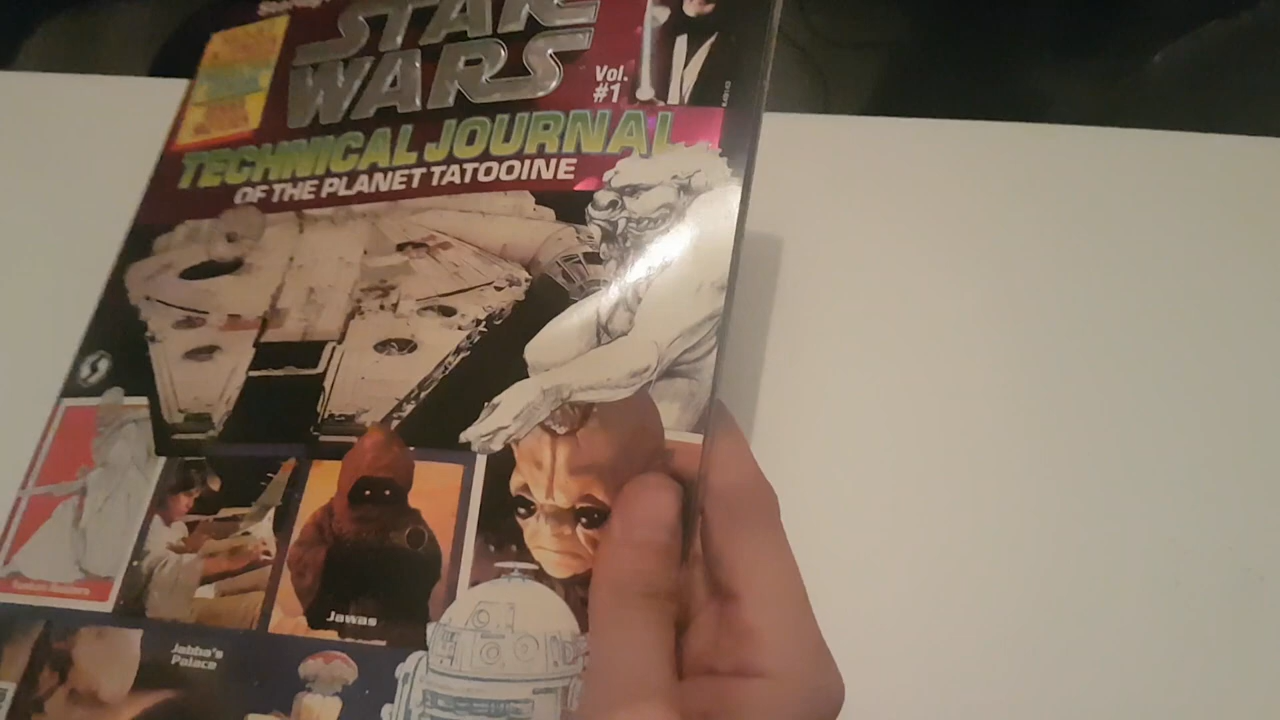 STAR
WARS
Vol.
#1
TECHNICAL JOURNAL
OF THE PLANET TATOOINE
Jawas
Jabba's
Palace